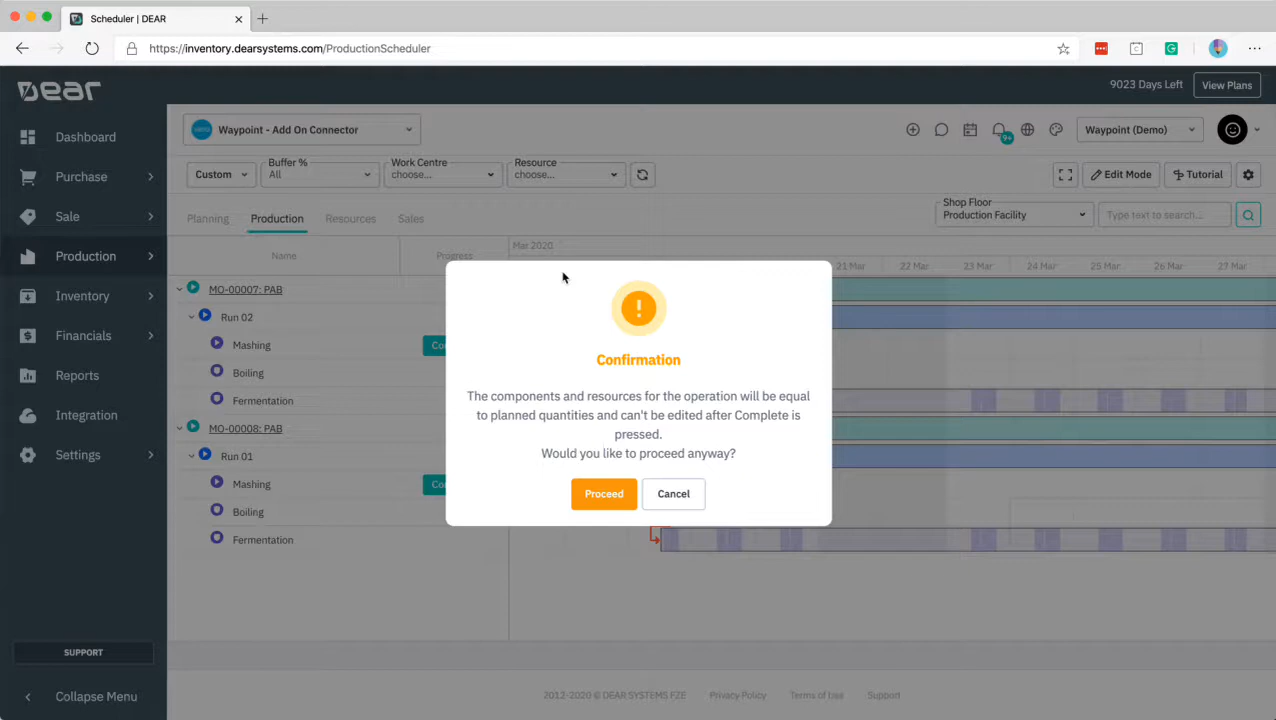 Scheduler | DEAR
https://inventory.dearsystems.com/ProductionScheduler
Dear
9023 Days Left
View Plans
Waypoint - Add On Connector
9+
Waypoint (Demo)
Dashboard
Purchase
Sale
Production
Inventory
Financials
Reports
Integration
Settings
SUPPORT
Collapse Menu
Custom
Buffer %
All
Work Centre
choose...
Resource
choose...
Edit Mode
Tutorial
Planning
Production
Resources
Sales
Shop Floor
Production Facility
Type text to search...
Name
Progress
Mar 2020
21 Mar
22 Mar
23 Mar
24 Mar
25 Mar
26 Mar
27 Mar
MO-00007: PAB
Run 02
Mashing
Boiling
Fermentation
MO-00008: PAB
Run 01
Mashing
Boiling
Fermentation
Confirmation
The components and resources for the operation will be equal
to planned quantities and can't be edited after Complete is
pressed.
Would you like to proceed anyway?
Proceed
Cancel
2012-2020 © DEAR SYSTEMS FZE
Privacy Policy
Terms of Use
Support